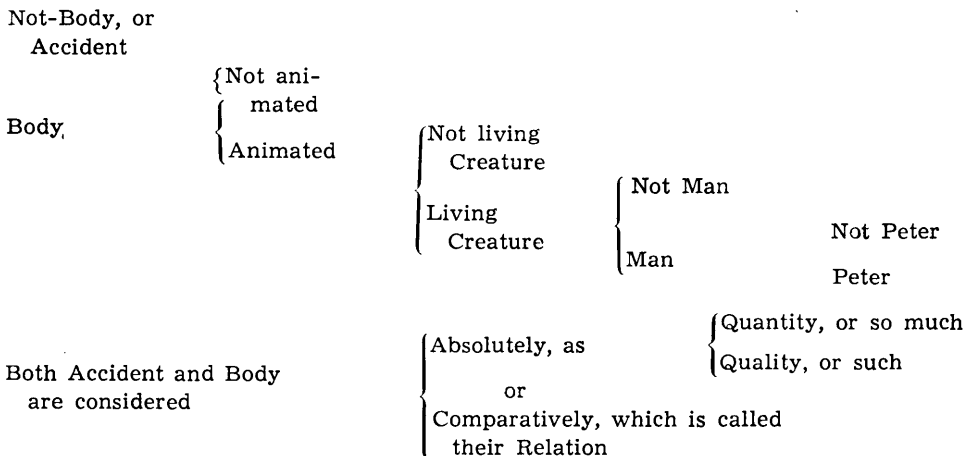 Not-Body, or
Accident
Not ani-
mated
Body,
Animated
Not living
Creature
Living
Creature
Not Man
Man
Not Peter
Peter
Both Accident and Body
are considered
Absolutely, as
or
Comparatively, which is called
their Relation
Quantity, or so much
Quality, or such